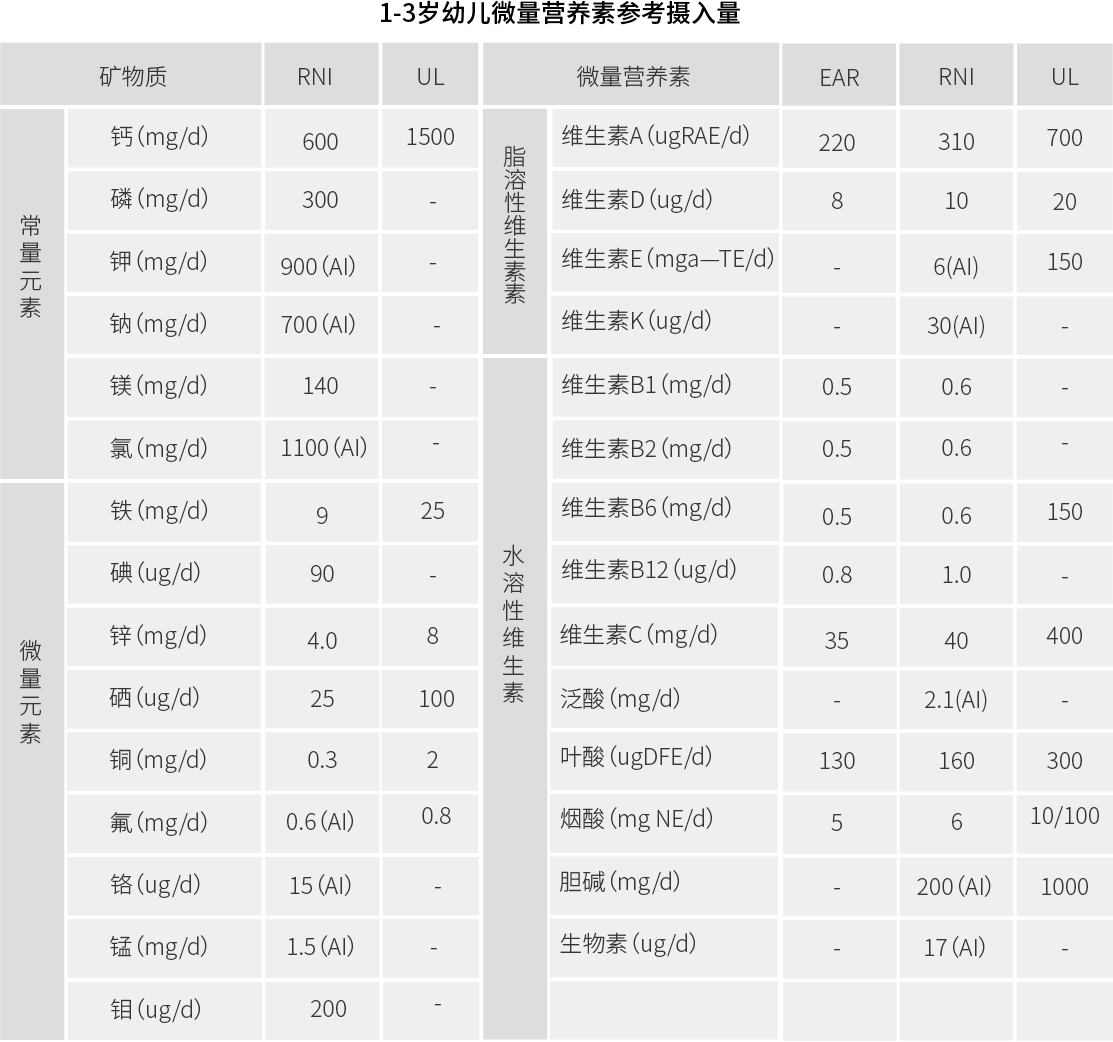 1-3岁幼儿微量营养素参考摄入量
矿物质 RNI UL 微量营养素 EAR RNI UL
常量元素
钙(mg/d) 600 1500
磷(mg/d) 300 -
钾(mg/d) 900(AI) -
钠(mg/d) 700(AI) -
镁(mg/d) 140 -
氯(mg/d) 1100(AI) -
微量元素
铁(mg/d) 9 25
碘(ug/d) 90 -
锌(mg/d) 4.0 8
硒(ug/d) 25 100
铜(mg/d) 0.3 2
氟(mg/d) 0.6(AI) 0.8
铬(ug/d) 15(AI) -
锰(mg/d) 1.5(AI) -
钼(ug/d) 200 -
脂溶性维生素素
维生素A(ugRAE/d) 220 310 700
维生素D(ug/d) 8 10 20
维生素E(mga—TE/d) - 6(AI) 150
维生素K(ug/d) - 30(AI) -
水溶性维生素
维生素B1(mg/d) 0.5 0.6 -
维生素B2(mg/d) 0.5 0.6 -
维生素B6(mg/d) 0.5 0.6 150
维生素B12(ug/d) 0.8 1.0 -
维生素C(mg/d) 35 40 400
泛酸(mg/d) - 2.1(AI) -
叶酸(ugDFE/d) 130 160 300
烟酸(mg NE/d) 5 6 10/100
胆碱(mg/d) - 200(AI) 1000
生物素(ug/d) - 17(AI) -